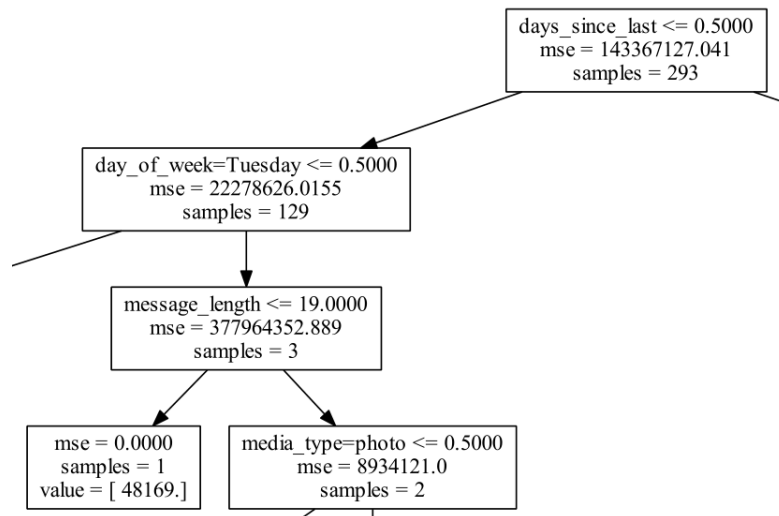 days_since_last <= 0.5000
mse = 143367127.041
samples = 293
day_of_week=Tuesday <= 0.5000
mse = 22278626.0155
samples = 129
message_length <= 19.0000
mse = 377964352.889
samples = 3
mse = 0.0000
samples = 1
value = [ 48169.]
media_type=photo <= 0.5000
mse = 8934121.0
samples = 2